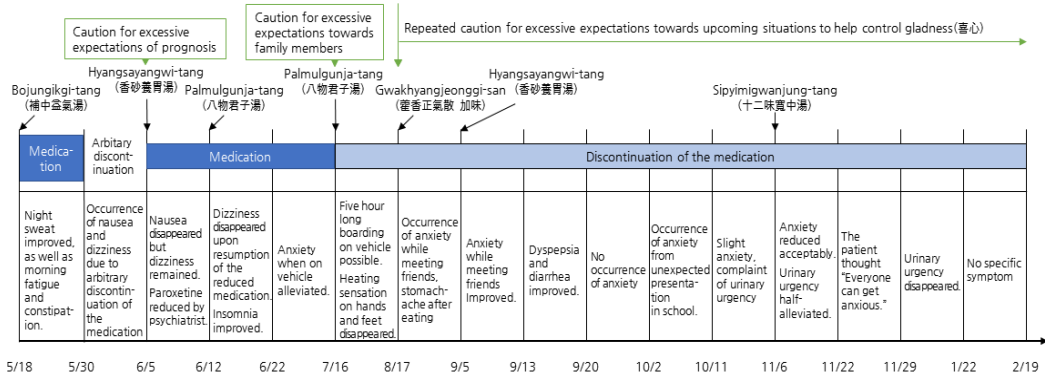 Caution for excessive
expectations of prognosis
Caution for excessive
expectations towards
family members
Repeated caution for excessive expectations towards upcoming situations to help control gladness(喜心)
Bojungikgi-tang
(補中益氣湯)
Hyangsayangwi-tang
(香砂養胃湯)
Palmulgunja-tang
(八物君子湯)
Palmulgunja-tang
(八物君子湯)
Gwakhyangjeonggi-san
(藿香正氣散 加味)
Hyangsayangwi-tang
(香砂養胃湯)
Sipyimigwanjung-tang
(十二味寬中湯)
Medica-
tion
Arbitary
discont-
inuation
Medication
Discontinuation of the medication
Night
sweat
improved,
as well as
morning
fatigue
and
constipat-
ion.
Occurrence
of nausea
and
dizziness
due to
arbitrary
discontin-
uation of the
medication
Nausea
disappeared
but
dizziness
remained.
Paroxetine
reduced by
psychiatrist.
Dizziness
disappeared
upon
resumption
of the
reduced
medication.
Insomnia
improved.
Anxiety
when on
vehicle
alleviated.
Five hour
long
boarding
on vehicle
possible.
Heating
sensation
on hands
and feet
disappeared.
Occurrence
of anxiety
while
meeting
friends,
stomach-
ache after
eating
Anxiety
while
meeting
friends
Improved.
Dyspepsia
and
diarrhea
improved.
No
occurrence
of anxiety
Occurrence
of anxiety
from
unexpected
presentat-
ion
in school.
Slight
anxiety,
complaint
of urinary
urgency
Anxiety
reduced
acceptably.
Urinary
urgency
half-
alleviated.
The
patient
thought
"Everyone
can get
anxious."
Urinary
urgency
disappeared.
No specific
symptom
5/18
5/30
6/5
6/12
6/22
7/16
8/17
9/5
9/13
9/20
10/2
10/11
11/6
11/22
11/29
1/22
2/19